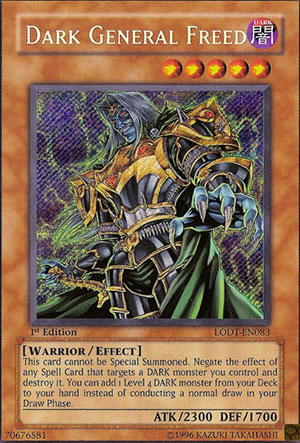 DARK GENERAL FREED
DARK
闇
1st Edition
LODT-EN083
[WARRIOR/EFFECT]
This card cannot be Special Summoned. Negate the effect of
any Spell Card that targets a DARK monster you control and
destroy it. You can add 1 Level 4 DARK monster from your Deck
to your hand instead of conducting a normal draw in your
Draw Phase.
ATK/2300 DEF/1700
70676581
©1996 KAZUKI TAKAHASHI